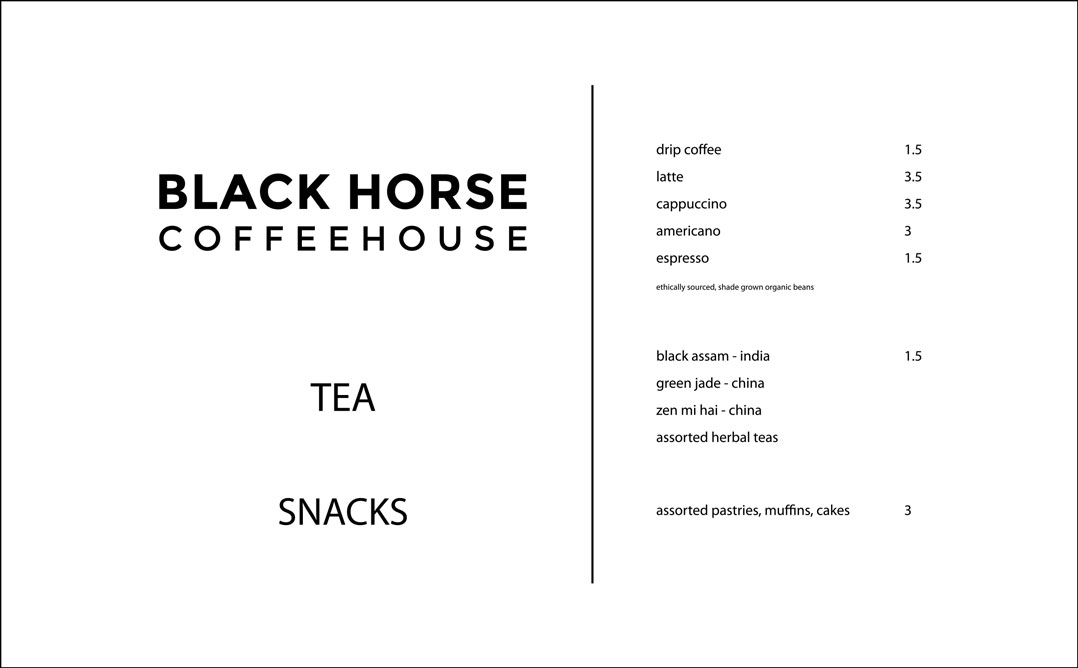 BLACK HORSE
COFFEEHOUSE
TEA
SNACKS
drip coffee 1.5
latte 3.5
cappuccino 3.5
americano 3
espresso 1.5
ethically sourced, shade grown organic beans
black assam - india 1.5
green jade - china
zen mi hai - china
assorted herbal teas
assorted pastries, muffins, cakes 3